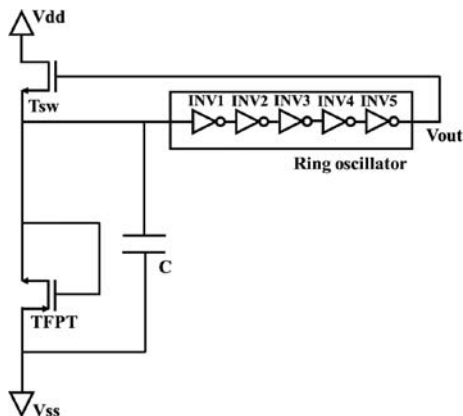 Vdd
Tsw
INV1 INV2 INV3 INV4 INV5
Vout
Ring oscillator
C
TFPT
Vss